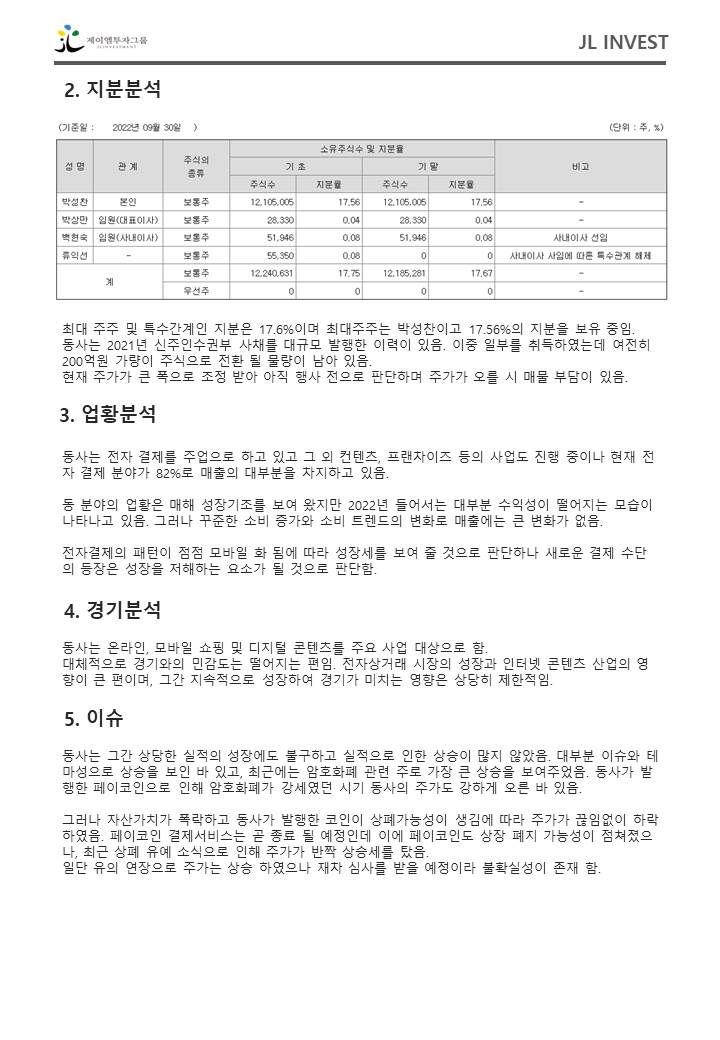 제이엘투자그룹
JLINVESTMENT
JL INVEST
2. 지분분석
(기준일 : 2022년 09월 30일 ) (단위 : 주, %)
성 명 관 계 주식의 종류 소유주식수 및 지분율 비고
기 초 기 말
주식수 지분율 주식수 지분율
박성찬 본인 보통주 12,105,005 17.56 12,105,005 17.56 -
박상만 임원(대표이사) 보통주 28,330 0.04 28,330 0.04 -
백현숙 임원(사내이사) 보통주 51,946 0.08 51,946 0.08 사내이사 선임
류익선 - 보통주 55,350 0.08 0 0 사내이사 사임에 따른 특수관계 해제
계 보통주 12,240,631 17.75 12,185,281 17.67 -
우선주 0 0 0 0 -
최대 주주 및 특수간계인 지분은 17.6%이며 최대주주는 박성찬이고 17.56%의 지분을 보유 중임.
동사는 2021년 신주인수권부 사채를 대규모 발행한 이력이 있음. 이중 일부를 취득하였는데 여전히
200억원 가량이 주식으로 전환 될 물량이 남아 있음.
현재 주가가 큰 폭으로 조정 받아 아직 행사 전으로 판단하며 주가가 오를 시 매물 부담이 있음.
3. 업황분석
동사는 전자 결제를 주업으로 하고 있고 그 외 컨텐츠, 프랜차이즈 등의 사업도 진행 중이나 현재 전
자 결제 분야가 82%로 매출의 대부분을 차지하고 있음.
동 분야의 업황은 매해 성장기조를 보여 왔지만 2022년 들어서는 대부분 수익성이 떨어지는 모습이
나타나고 있음. 그러나 꾸준한 소비 증가와 소비 트렌드의 변화로 매출에는 큰 변화가 없음.
전자결제의 패턴이 점점 모바일 화 됨에 따라 성장세를 보여 줄 것으로 판단하나 새로운 결제 수단
의 등장은 성장을 저해하는 요소가 될 것으로 판단함.
4. 경기분석
동사는 온라인, 모바일 쇼핑 및 디지털 콘텐츠를 주요 사업 대상으로 함.
대체적으로 경기와의 민감도는 떨어지는 편임. 전자상거래 시장의 성장과 인터넷 콘텐츠 산업의 영
향이 큰 편이며, 그간 지속적으로 성장하여 경기가 미치는 영향은 상당히 제한적임.
5. 이슈
동사는 그간 상당한 실적의 성장에도 불구하고 실적으로 인한 상승이 많지 않았음. 대부분 이슈와 테
마성으로 상승을 보인 바 있고, 최근에는 암호화폐 관련 주로 가장 큰 상승을 보여주었음. 동사가 발
행한 페이코인으로 인해 암호화폐가 강세였던 시기 동사의 주가도 강하게 오른 바 있음.
그러나 자산가치가 폭락하고 동사가 발행한 코인이 상폐가능성이 생김에 따라 주가가 끊임없이 하락
하였음. 페이코인 결제서비스는 곧 종료 될 예정인데 이에 페이코인도 상장 폐지 가능성이 점쳐졌으
나, 최근 상폐 유예 소식으로 인해 주가가 반짝 상승세를 탔음.
일단 유의 연장으로 주가는 상승 하였으나 재차 심사를 받을 예정이라 불확실성이 존재 함.